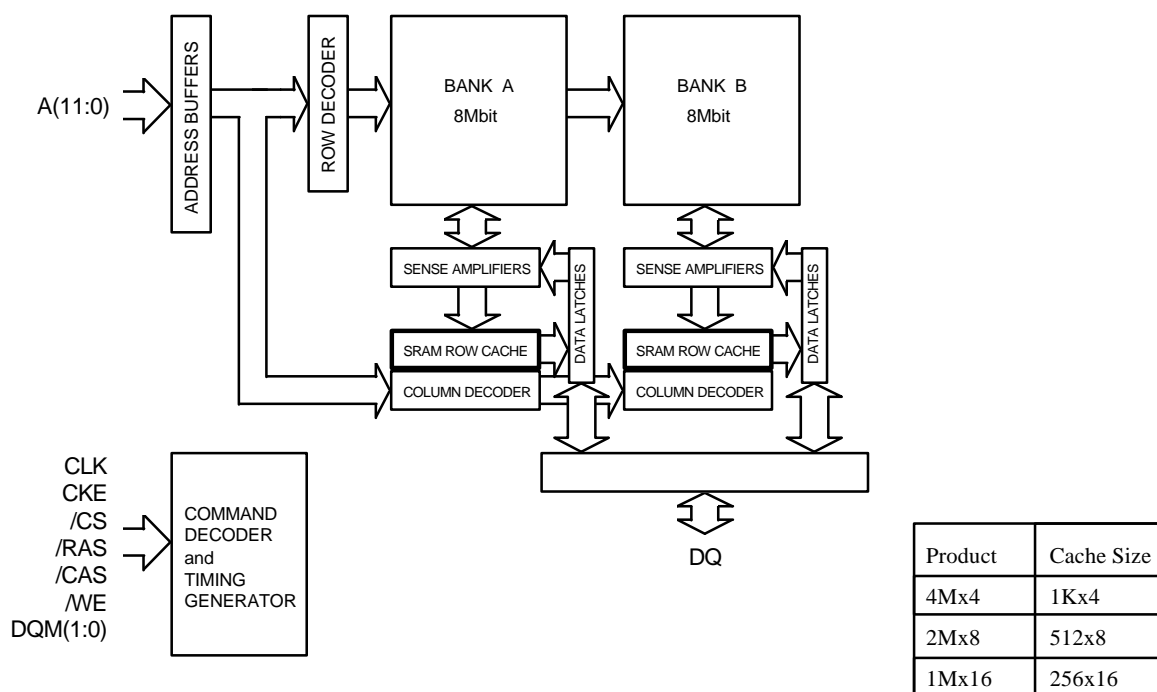 A(11:0)
ADDRESS BUFFERS
ROW DECODER
BANK A
8Mbit
BANK B
8Mbit
SENSE AMPLIFIERS
DATA LATCHES
SENSE AMPLIFIERS
DATA LATCHES
SRAM ROW CACHE
SRAM ROW CACHE
COLUMN DECODER
COLUMN DECODER
CLK
CKE
/CS
/RAS
/CAS
/WE
DQM(1:0)
COMMAND
DECODER
and
TIMING
GENERATOR
DQ
Product Cache Size
4Mx4 1Kx4
2Mx8 512x8
1Mx16 256x16